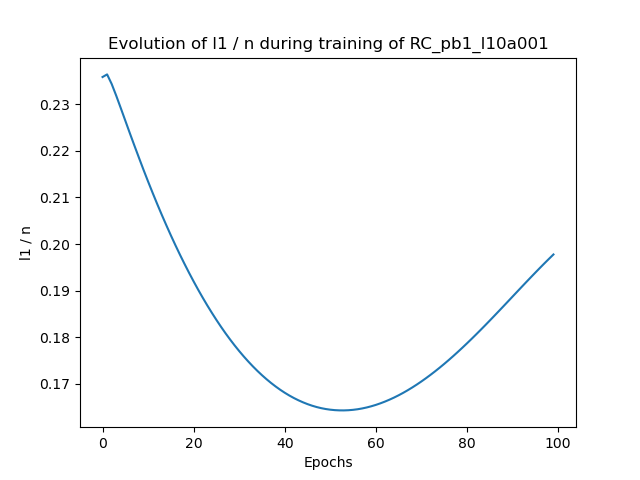 Evolution of l1 / n during training of RC_pb1_l10a001
l1 / n
0.23
0.22
0.21
0.20
0.19
0.18
0.17
0 20 40 60 80 100
Epochs